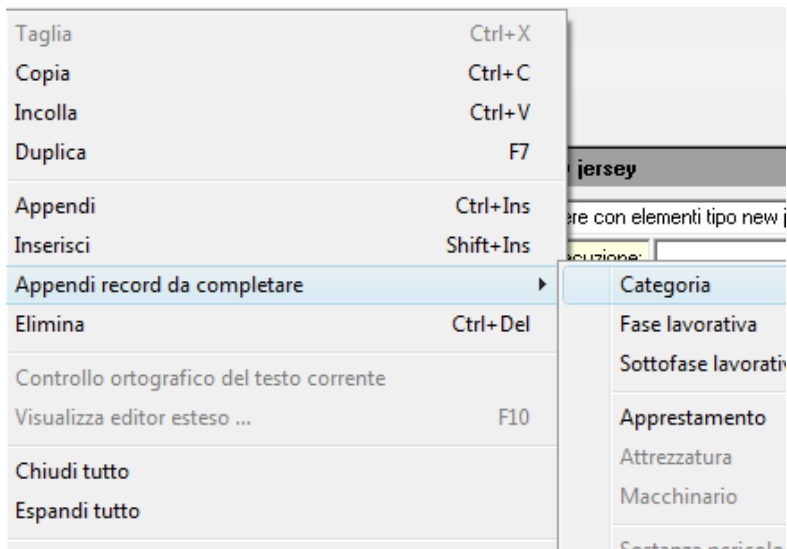 Taglia Ctrl+X
Copia Ctrl+C
Incolla Ctrl+V
Duplica F7
jersey
Appendi Ctrl+Ins
con elementi tipo new
Inserisci Shift+Ins
Appendi record da completare
Categoria
Elimina Ctrl+Del
Fase lavorativa
Sottofase lavorativ
Controllo ortografico del testo corrente
Visualizza editor esteso ... F10
Apprestamento
Attrezzatura
Chiudi tutto
Macchinario
Espandi tutto